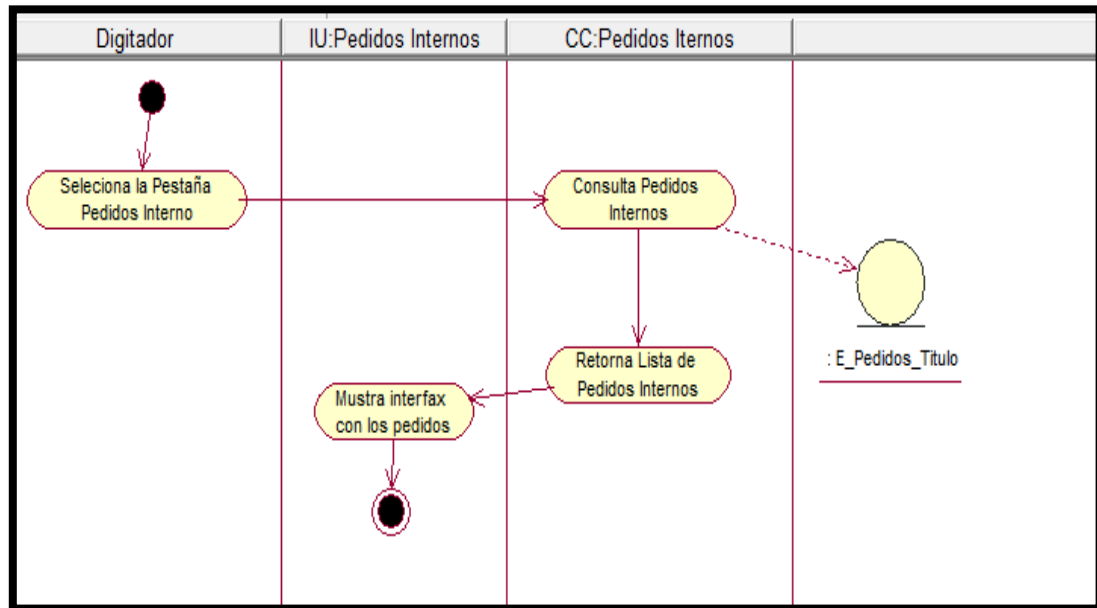 Digitador
IU:Pedidos Internos
CC:Pedidos Iternos
Seleciona la Pestaña
Pedidos Interno
Consulta Pedidos
Internos
: E_Pedidos_Titulo
Retorna Lista de
Pedidos Internos
Mustra interfax
con los pedidos